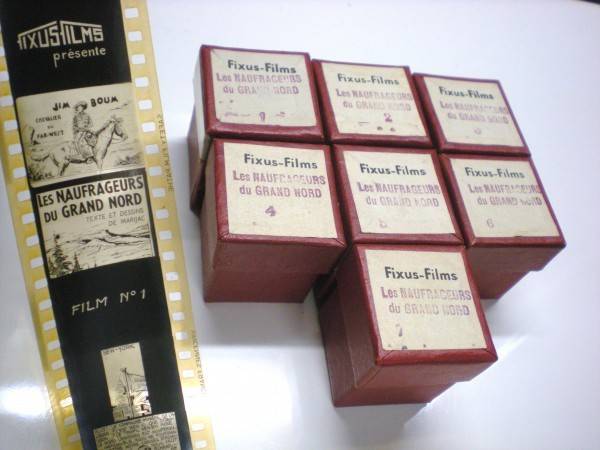 FIXUS-FILMS
présente
JIM BOUM
CHEVALIER
DU
FAR-WEST
LES NAUFRAGEURS
DU GRAND NORD
TEXTE ET DESSINS
DE MARIJAC
FILM N° 1
NEW-YORK
Fixus-Films
Les NAUFRAGEURS
du GRAND NORD
1
Fixus-Films
Les NAUFRAGEURS
du GRAND NORD
2
Fixus-Films
Les NAUFRAGEURS
du GRAND NORD
Fixus-Films
Les NAUFRAGEURS
du GRAND NORD
4
Fixus-Films
Les NAUFRAGEURS
du GRAND NORD
Fixus-Films
Les NAUFRAGEURS
du GRAND NORD
6
Fixus-Films
Les NAUFRAGEURS
du GRAND NORD
7